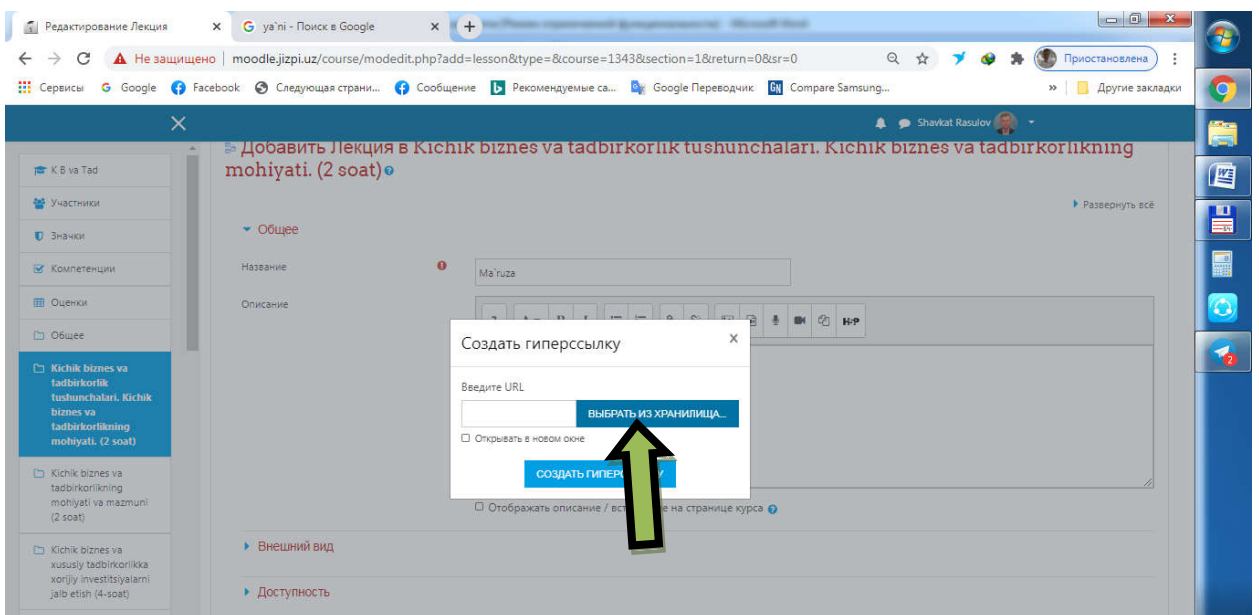 Редактирование Лекция
ya`ni - Поиск в Google
Не защищено | moodle.jizpi.uz/course/modedit.php?add=lesson&type=&course=1343&section=1&return=0&sr=0
Приостановлена
Сервисы Google Facebook Следующая страни... Сообщение Рекомендуемые са... Google Переводчик GN Compare Samsung... » Другие закладки
Shavkat Rasulov
Добавить Лекция в Kichik biznes va tadbirkorlik tushunchalari. Kichik biznes va tadbirkorlikning
mohiyati. (2 soat)
Развернуть всё
K B va Tad
Участники
Значки
Компетенции
Оценки
Общее
Kichik biznes va
tadbirkorlik
tushunchalari. Kichik
biznes va
tadbirkorlikning
mohiyati. (2 soat)
Kichik biznes va
tadbirkorlikning
mohiyati va mazmuni
(2 soat)
Kichik biznes va
xususiy tadbirkorlikka
xorijiy investitsiyalarni
jalb etish (4-soat)
Общее
Название
Ma`ruza
Описание
H-P
Создать гиперссылку
Введите URL
ВЫБРАТЬ ИЗ ХРАНИЛИЩА...
Открывать в новом окне
СОЗДАТЬ ГИПЕР
Отображать описание / на странице курса
Внешний вид
Доступность
2